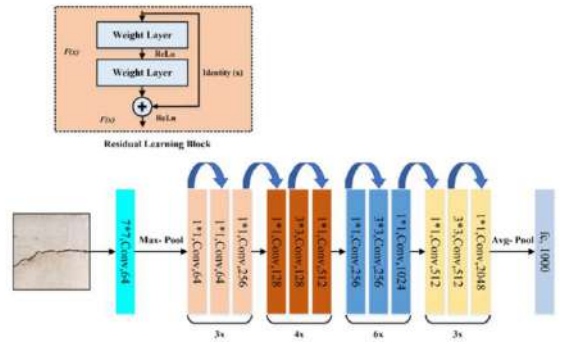 Weight Layer
F(x)
ReLu
Weight Layer
Identity (x)
F(x)
ReLu
Residual Learning Block
7*7,Conv,64
Max- Pool
1*1,Conv,64
1*1,Conv,64
1*1,Conv,256
1*1,Conv,128
3*3,Conv,128
1*1,Conv,512
1*1,Conv,256
3*3,Conv,256
1*1,Conv,1024
1*1,Conv,512
3*3,Conv,512
1*1,Conv,2048
Avg- Pool
fc, 1000
3x
4x
6x
3x